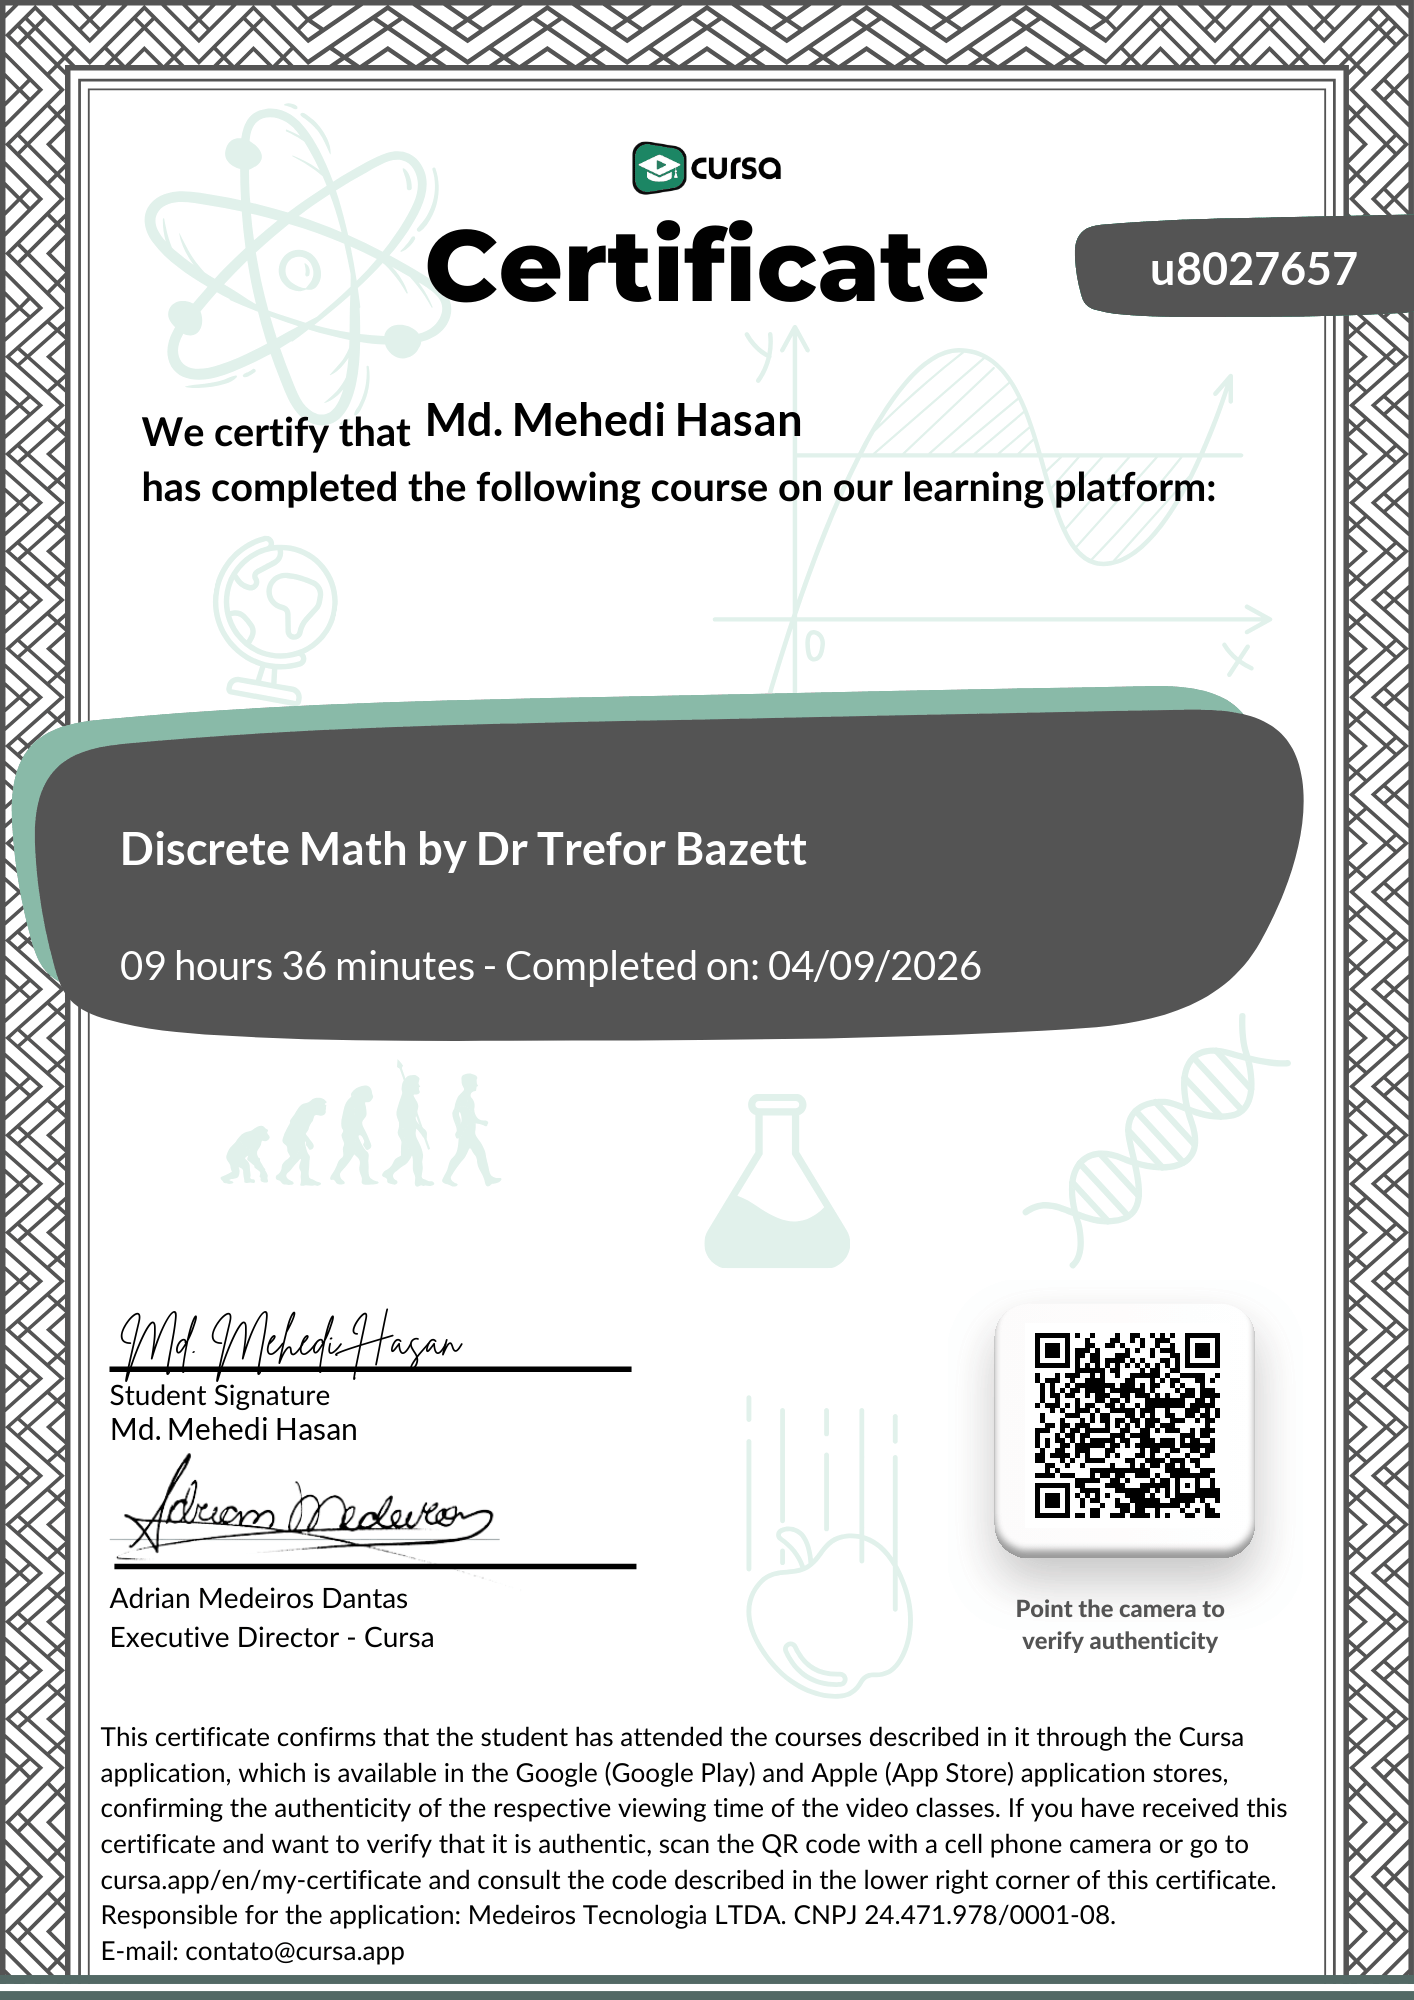 cursa
Certificate
u8027657
We certify that Md. Mehedi Hasan
has completed the following course on our learning platform:
y
0
x
Discrete Math by Dr Trefor Bazett
09 hours 36 minutes - Completed on: 04/09/2026
Md. Mehedi Hasan
Student Signature
Md. Mehedi Hasan
Adrian Medeiros
Adrian Medeiros Dantas
Executive Director - Cursa
Point the camera to
verify authenticity
This certificate confirms that the student has attended the courses described in it through the Cursa
application, which is available in the Google (Google Play) and Apple (App Store) application stores,
confirming the authenticity of the respective viewing time of the video classes. If you have received this
certificate and want to verify that it is authentic, scan the QR code with a cell phone camera or go to
cursa.app/en/my-certificate and consult the code described in the lower right corner of this certificate.
Responsible for the application: Medeiros Tecnologia LTDA. CNPJ 24.471.978/0001-08.
E-mail: contato@cursa.app